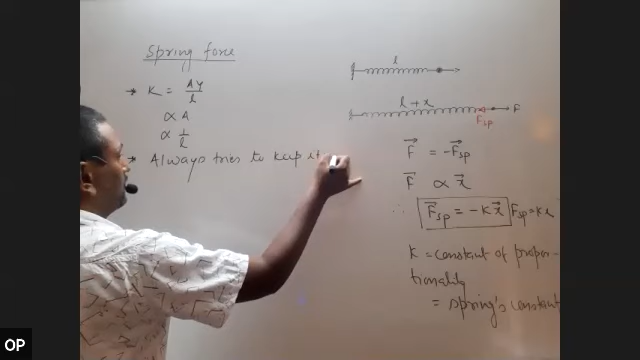 Spring force
→ K = AY/l
∝ A
∝ 1/l
→ Always tries to keep it
l
l + x
F
Fsp
F⃗ = -F⃗sp
F⃗ ∝ x⃗
∴ F⃗sp = -Kx⃗ Fsp = k
K = constant of propor-
tionality
= spring's constant
OP